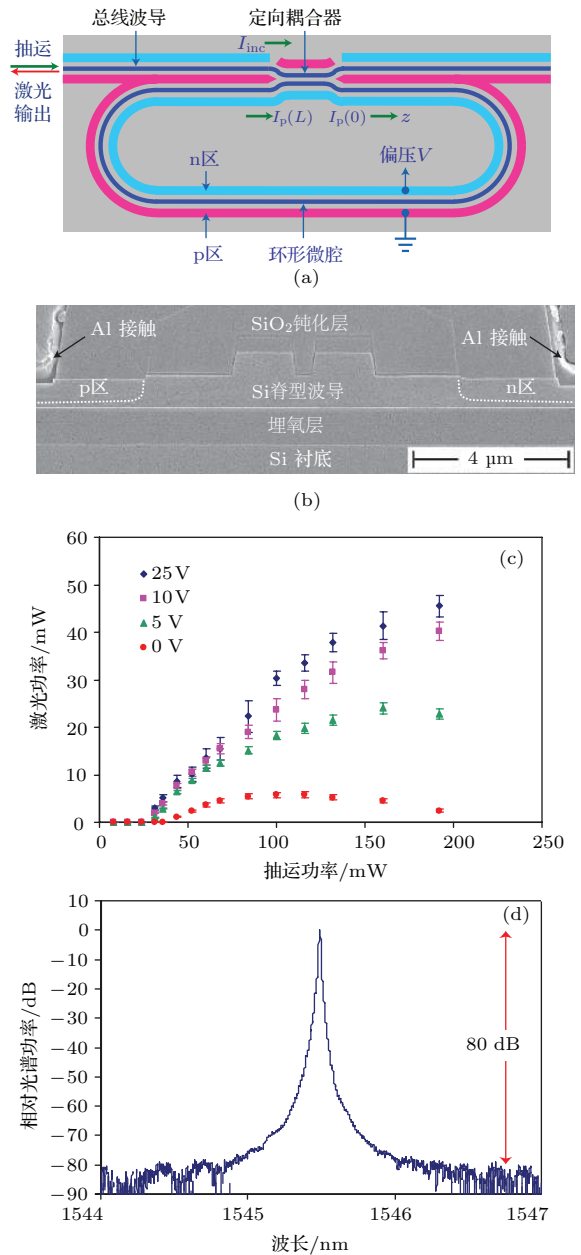 总线波导
定向耦合器
抽运
I_inc
激光
输出
I_p(L)
I_p(0)
z
n区
偏压V
p区
环形微腔
(a)
SiO₂钝化层
Al 接触
Al 接触
p区
n区
Si脊型波导
埋氧层
Si 衬底
4 µm
(b)
60
(c)
25 V
50
10 V
5 V
40
0 V
激光功率/mW
30
20
10
0
0
50
100
150
200
250
抽运功率/mW
10
(d)
0
−10
−20
−30
相对光谱功率/dB
−40
80 dB
−50
−60
−70
−80
−90
1544
1545
1546
1547
波长/nm